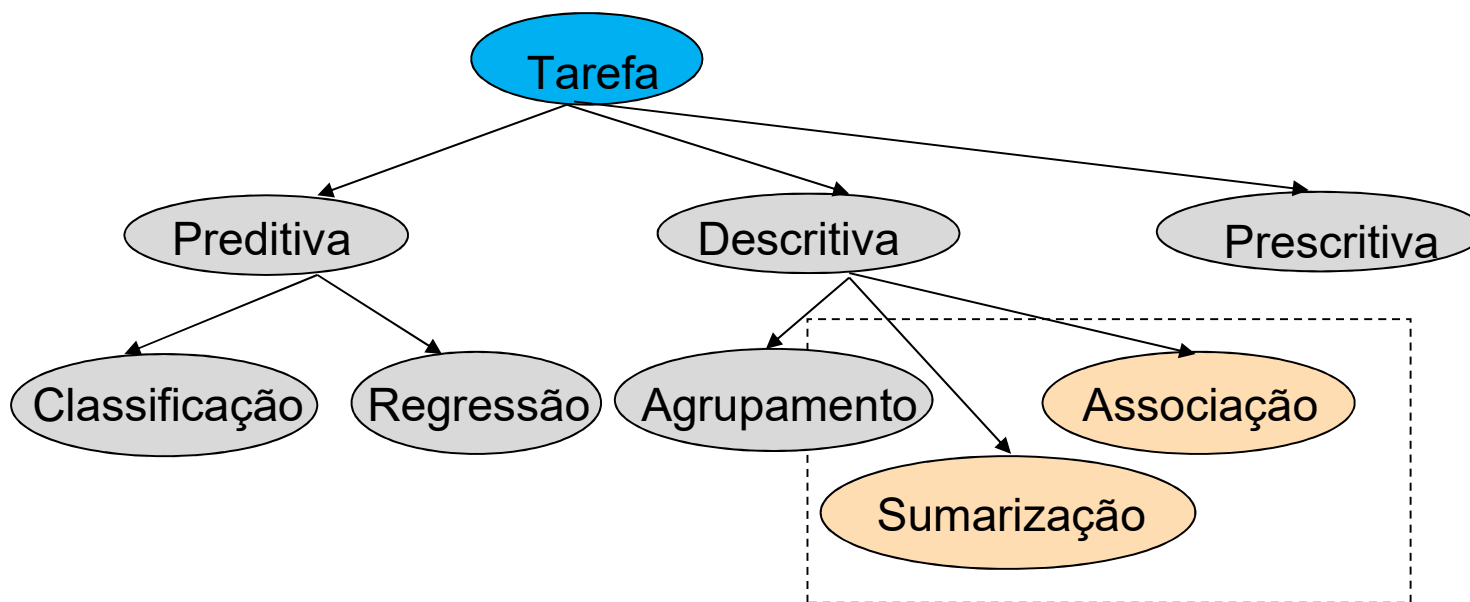 Tarefa
Preditiva
Descritiva
Prescritiva
Classificação
Regressão
Agrupamento
Associação
Sumarização